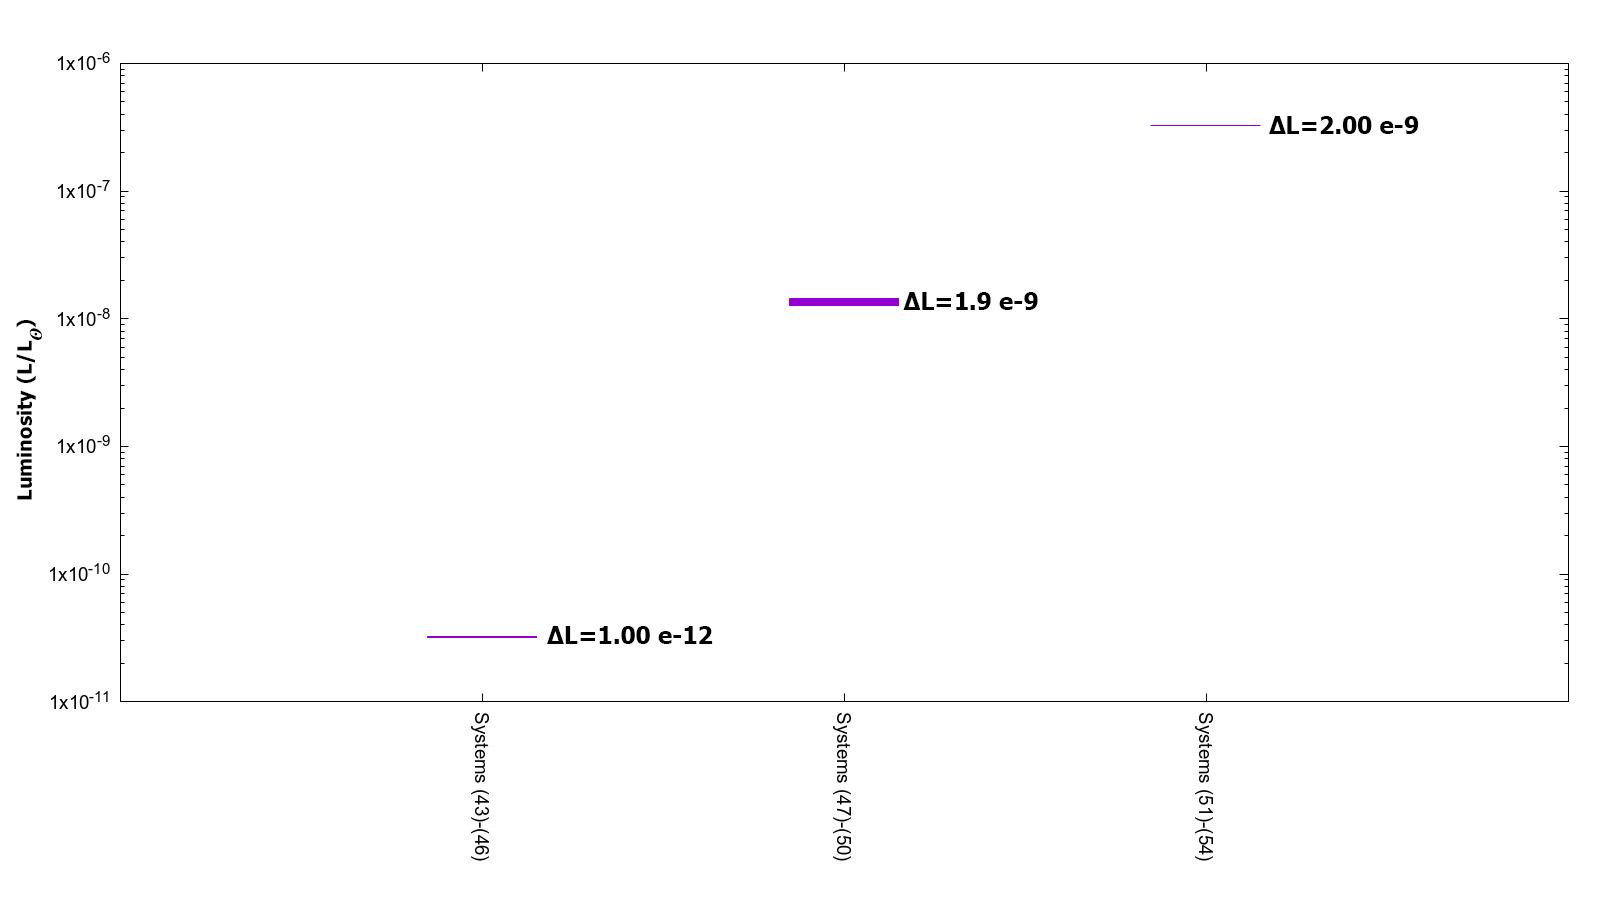 1x10⁻⁶
ΔL=2.00 e-9
1x10⁻⁷
ΔL=1.9 e-9
1x10⁻⁸
Luminosity (L/L⊙)
1x10⁻⁹
1x10⁻¹⁰
ΔL=1.00 e-12
1x10⁻¹¹
Systems (43)-(46)
Systems (47)-(50)
Systems (51)-(54)